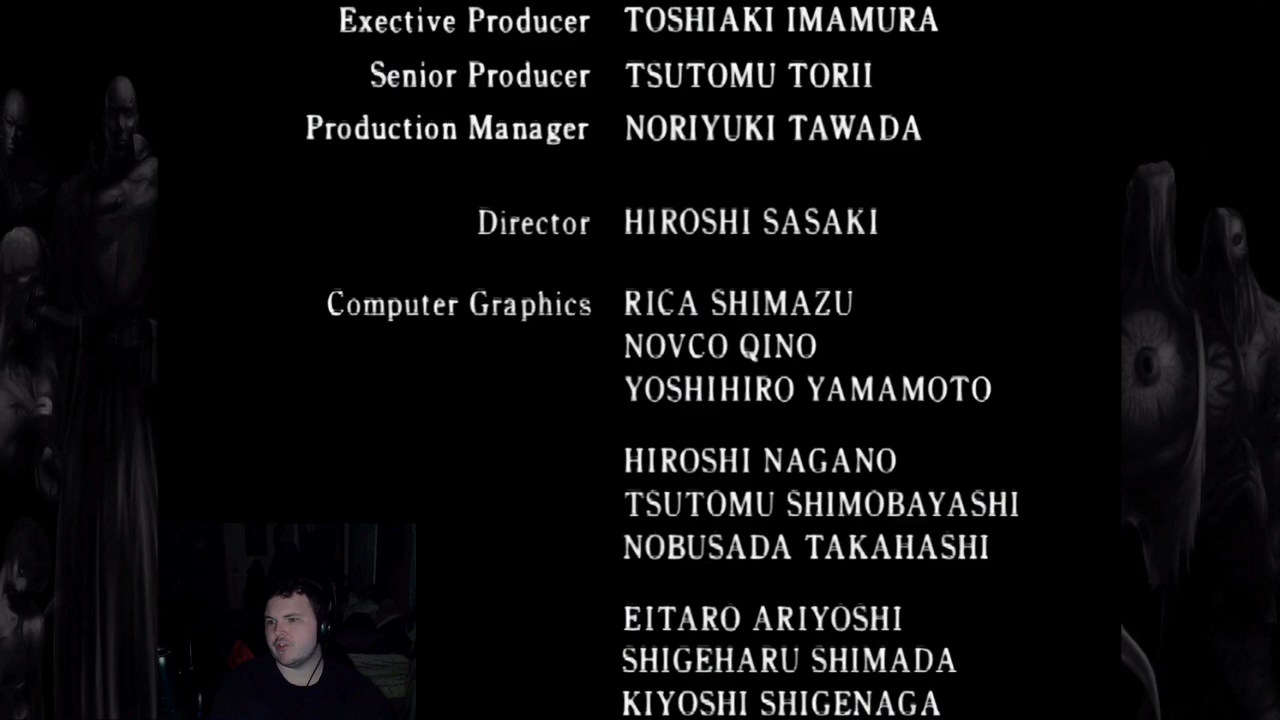 Exective Producer TOSHIAKI IMAMURA
Senior Producer TSUTOMU TORII
Production Manager NORIYUKI TAWADA
Director HIROSHI SASAKI
Computer Graphics RICA SHIMAZU
NOVCO QINO
YOSHIHIRO YAMAMOTO
HIROSHI NAGANO
TSUTOMU SHIMOBAYASHI
NOBUSADA TAKAHASHI
EITARO ARIYOSHI
SHIGEHARU SHIMADA
KIYOSHI SHIGENAGA